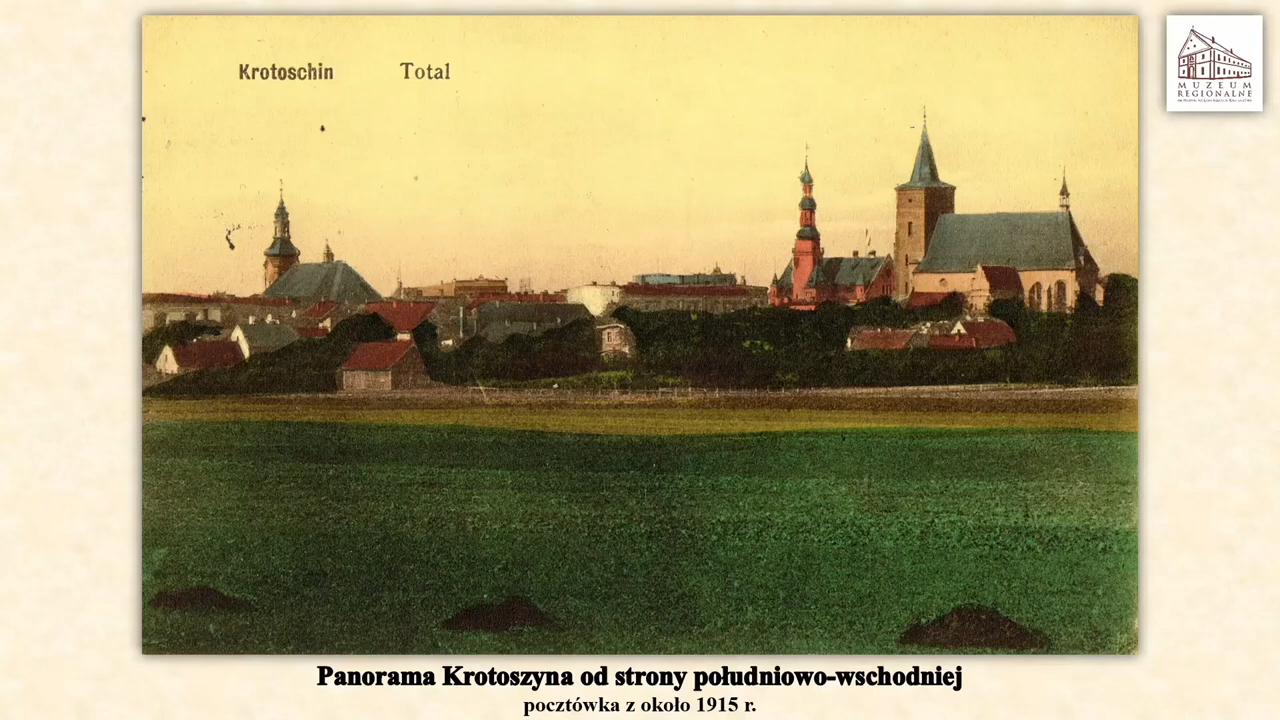 Krotoschin Total
MUZEUM
REGIONALNE
Panorama Krotoszyna od strony południowo-wschodniej
pocztówka z około 1915 r.